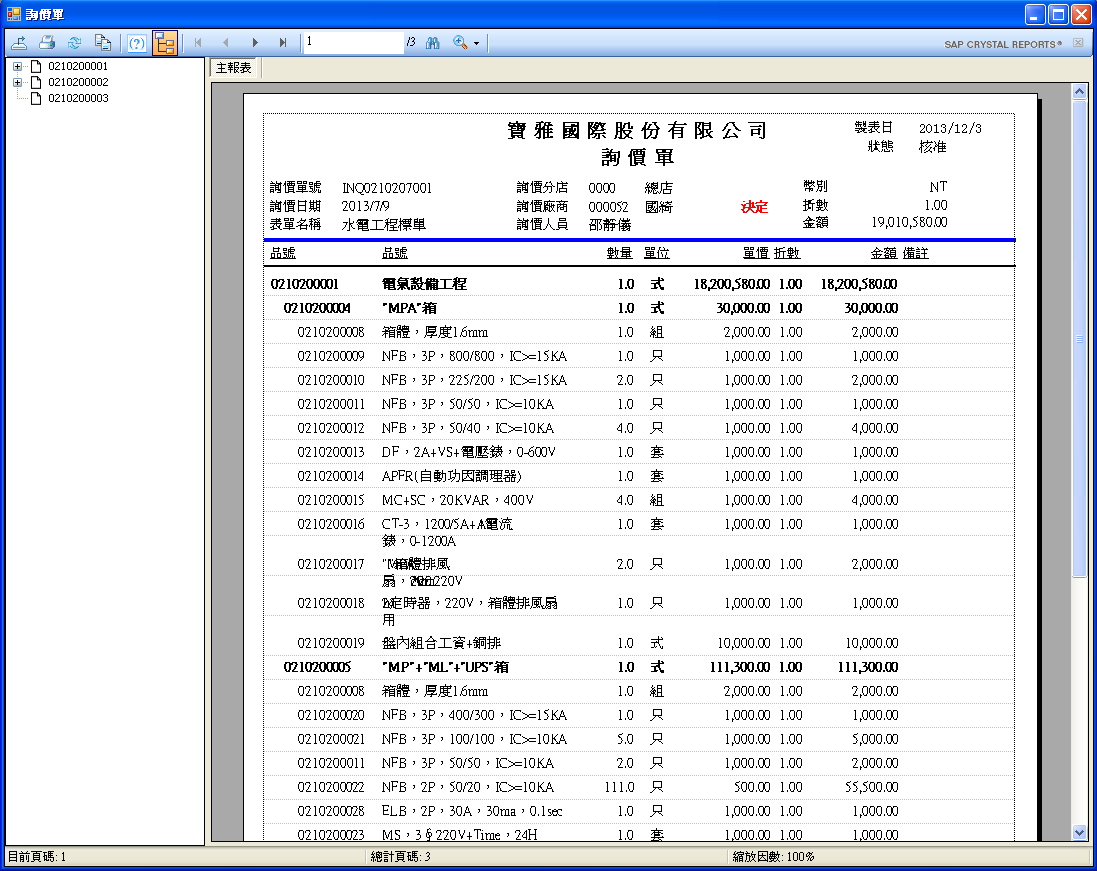 詢價單
1 /3
SAP CRYSTAL REPORTS®
0210200001
0210200002
0210200003
主報表
寶雅國際股份有限公司
詢價單
製表日 2013/12/3
狀態 核准
詢價單號 INQ0210207001 詢價分店 0000 總店 幣別 NT
詢價日期 2013/7/9 詢價廠商 000052 國綺 決定 折數 1.00
表單名稱 水電工程標單 詢價人員 邵靜儀 金額 19,010,580.00
品號 品號 數量 單位 單價 折數 金額 備註
0210200001 電氣設備工程 1.0 式 18,200,580.00 1.00 18,200,580.00
0210200004 "MPA"箱 1.0 式 30,000.00 1.00 30,000.00
0210200008 箱體,厚度1.6mm 1.0 組 2,000.00 1.00 2,000.00
0210200009 NFB,3P,800/800,IC>=15KA 1.0 只 1,000.00 1.00 1,000.00
0210200010 NFB,3P,225/200,IC>=15KA 2.0 只 1,000.00 1.00 2,000.00
0210200011 NFB,3P,50/50,IC>=10KA 1.0 只 1,000.00 1.00 1,000.00
0210200012 NFB,3P,50/40,IC>=10KA 4.0 只 1,000.00 1.00 4,000.00
0210200013 DF,2A+VS+電壓錶,0-600V 1.0 套 1,000.00 1.00 1,000.00
0210200014 APFR(自動功因調理器) 1.0 套 1,000.00 1.00 1,000.00
0210200015 MC+SC,20KVAR,400V 4.0 組 1,000.00 1.00 4,000.00
0210200016 CT-3,1200/5A+A電流 1.0 套 1,000.00 1.00 1,000.00
錶,0-1200A
0210200017 箱體排風 2.0 只 1,000.00 1.00 2,000.00
扇, 220V
0210200018 定時器,220V,箱體排風扇 1.0 只 1,000.00 1.00 1,000.00
用
0210200019 盤內組合工資+銅排 1.0 式 10,000.00 1.00 10,000.00
0210200005 "MP"+"ML"+"UPS"箱 1.0 式 111,300.00 1.00 111,300.00
0210200008 箱體,厚度1.6mm 1.0 組 2,000.00 1.00 2,000.00
0210200020 NFB,3P,400/300,IC>=15KA 1.0 只 1,000.00 1.00 1,000.00
0210200021 NFB,3P,100/100,IC>=10KA 5.0 只 1,000.00 1.00 5,000.00
0210200011 NFB,3P,50/50,IC>=10KA 2.0 只 1,000.00 1.00 2,000.00
0210200022 NFB,2P,50/20,IC>=10KA 111.0 只 500.00 1.00 55,500.00
0210200028 ELB,2P,30A,30ma,0.1sec 1.0 只 1,000.00 1.00 1,000.00
0210200023 MS,3∮220V+Time,24H 1.0 套 1,000.00 1.00 1,000.00
目前頁碼: 1 總計頁碼: 3 縮放因數: 100%